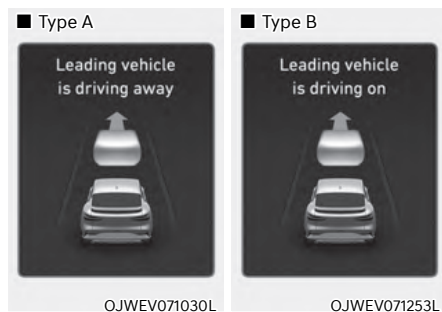 ■ Type A
Leading vehicle
is driving away
OJWEV071030L
■ Type B
Leading vehicle
is driving on
OJWEV071253L